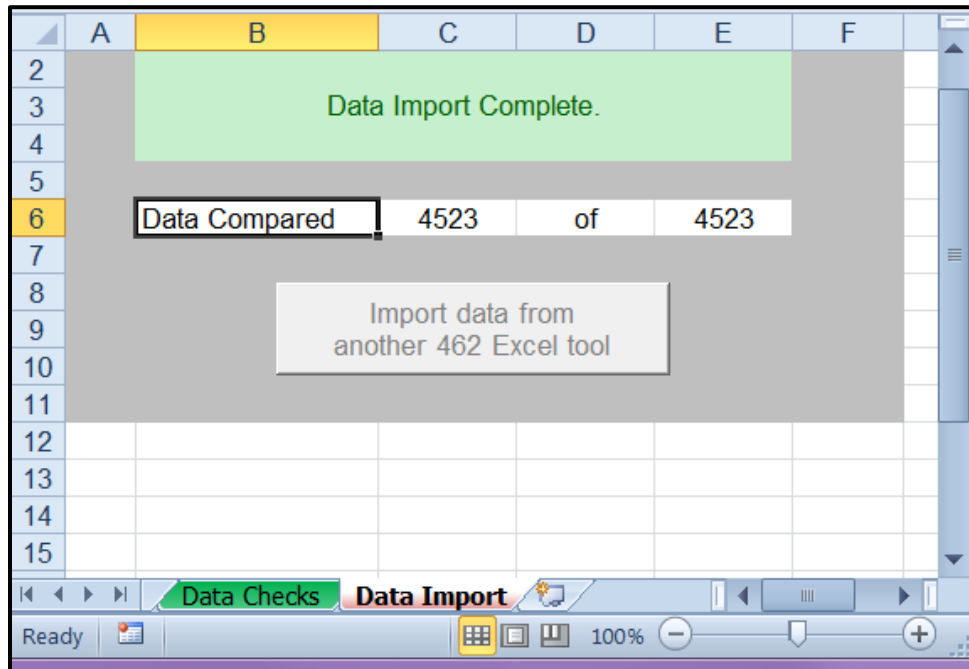 A B C D E F
2
3 Data Import Complete.
4
5
6 Data Compared 4523 of 4523
7
8
Import data from
9
another 462 Excel tool
10
11
12
13
14
15
Data Checks Data Import
Ready 100%